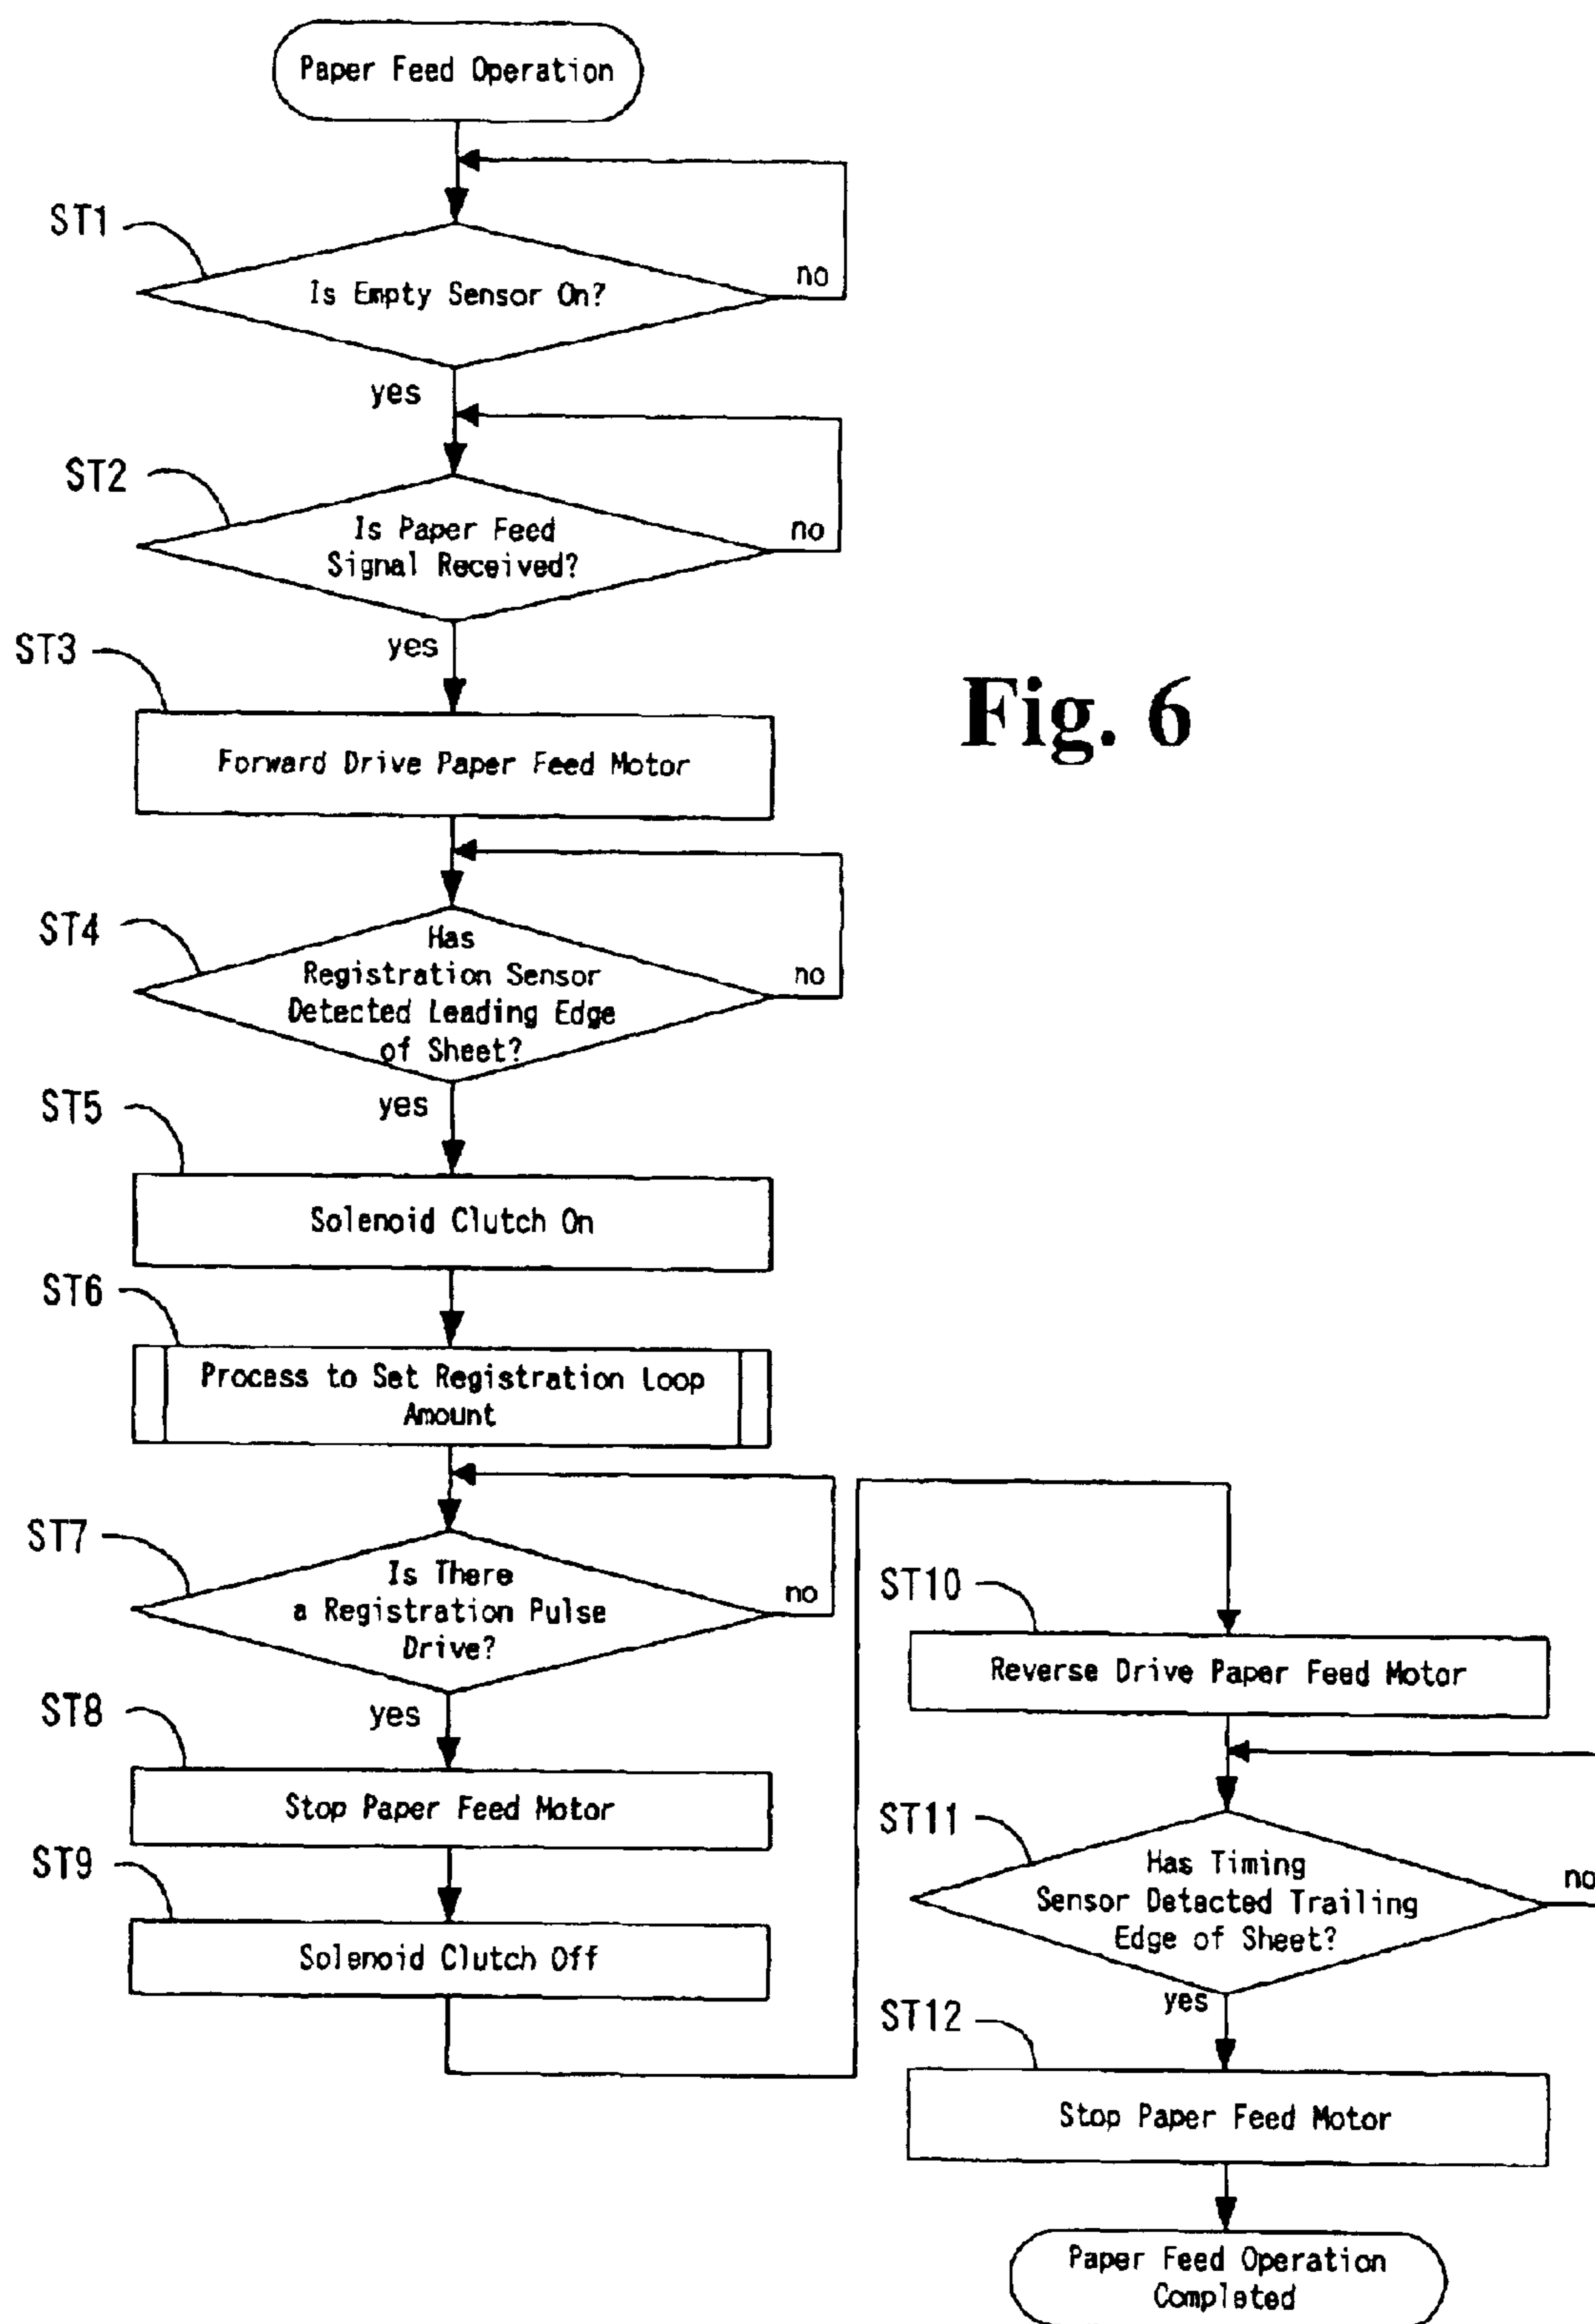 Paper Feed Operation
ST1
Is Empty Sensor On?
no
yes
ST2
Is Paper Feed
Signal Received?
no
yes
ST3
Forward Drive Paper Feed Motor
Fig. 6
ST4
Has
Registration Sensor
Detected Leading Edge
of Sheet?
no
yes
ST5
Solenoid Clutch On
ST6
Process to Set Registration Loop
Amount
ST7
Is There
a Registration Pulse
Drive?
no
yes
ST8
Stop Paper Feed Motor
ST9
Solenoid Clutch Off
ST10
Reverse Drive Paper Feed Motor
ST11
Has Timing
Sensor Detected Trailing
Edge of Sheet?
no
yes
ST12
Stop Paper Feed Motor
Paper Feed Operation
Completed